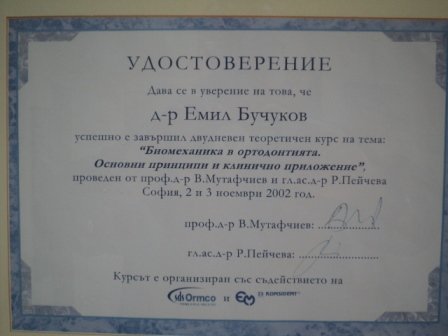 УДОСТОВЕРЕНИЕ
Дава се в уверение на това, че
д-р Емил Бучуков
успешно е завършил двудневен теоретичен курс на тема:
"Биомеханика в ортодонтията.
Основни принципи и клинично приложение",
проведен от проф.д-р В.Мутафчиев и гл.ас.д-р Р.Пейчева
София, 2 и 3 ноември 2002 год.
проф.д-р В.Мутафчиев:
гл.ас.д-р Р.Пейчева:
Курсът е организиран със съдействието на
Ormco и